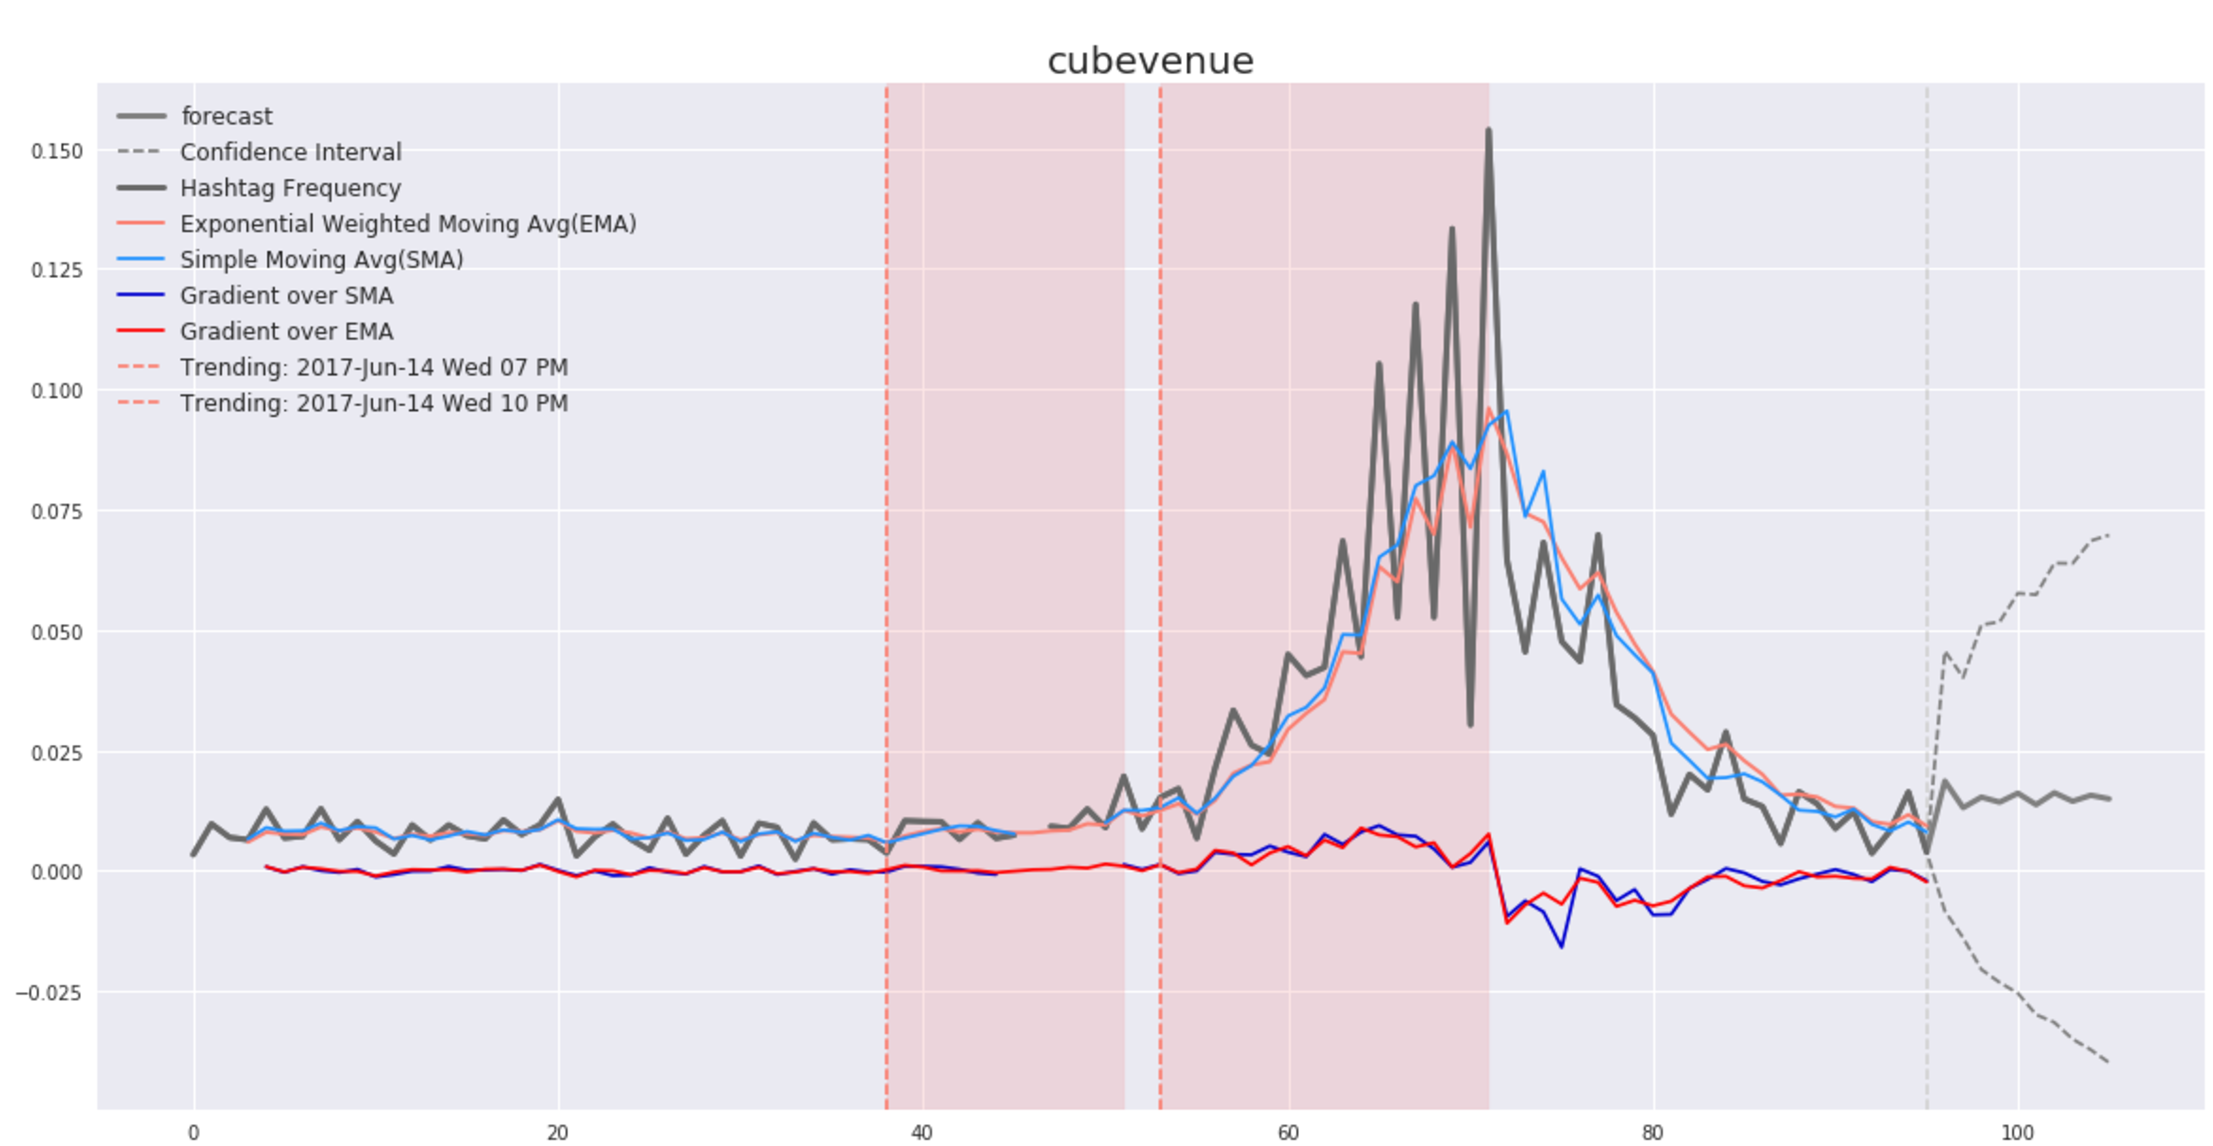 cubevenue
forecast
Confidence Interval
Hashtag Frequency
Exponential Weighted Moving Avg(EMA)
Simple Moving Avg(SMA)
Gradient over SMA
Gradient over EMA
Trending: 2017-Jun-14 Wed 07 PM
Trending: 2017-Jun-14 Wed 10 PM
0.150
0.125
0.100
0.075
0.050
0.025
0.000
−0.025
0 20 40 60 80 100